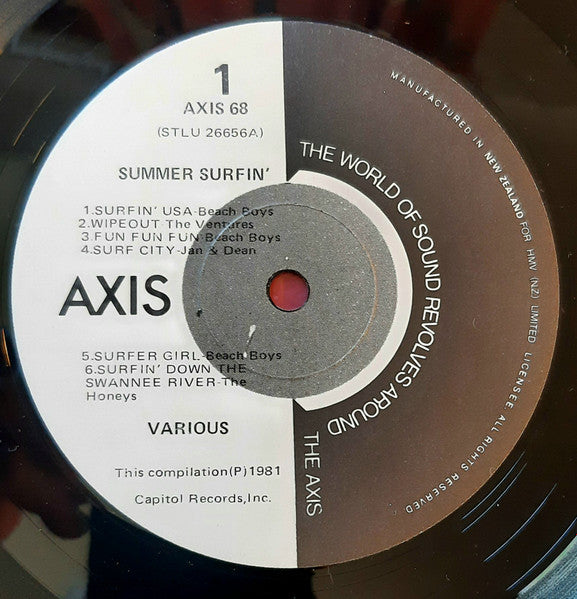 1
AXIS 68
(STLU 26656A)
SUMMER SURFIN'
1.SURFIN' USA-Beach Boys
2.WIPEOUT-The Ventures
3.FUN FUN FUN-Beach Boys
4.SURF CITY-Jan & Dean
AXIS
5.SURFER GIRL-Beach Boys
6.SURFIN' DOWN THE
SWANNEE RIVER-The
Honeys
VARIOUS
This compilation(P)1981
Capitol Records,Inc.
THE WORLD OF SOUND REVOLVES AROUND
THE AXIS
MANUFACTURED IN NEW ZEALAND FOR HMV (NZ) LIMITED LICENSEE ALL RIGHTS RESERVED